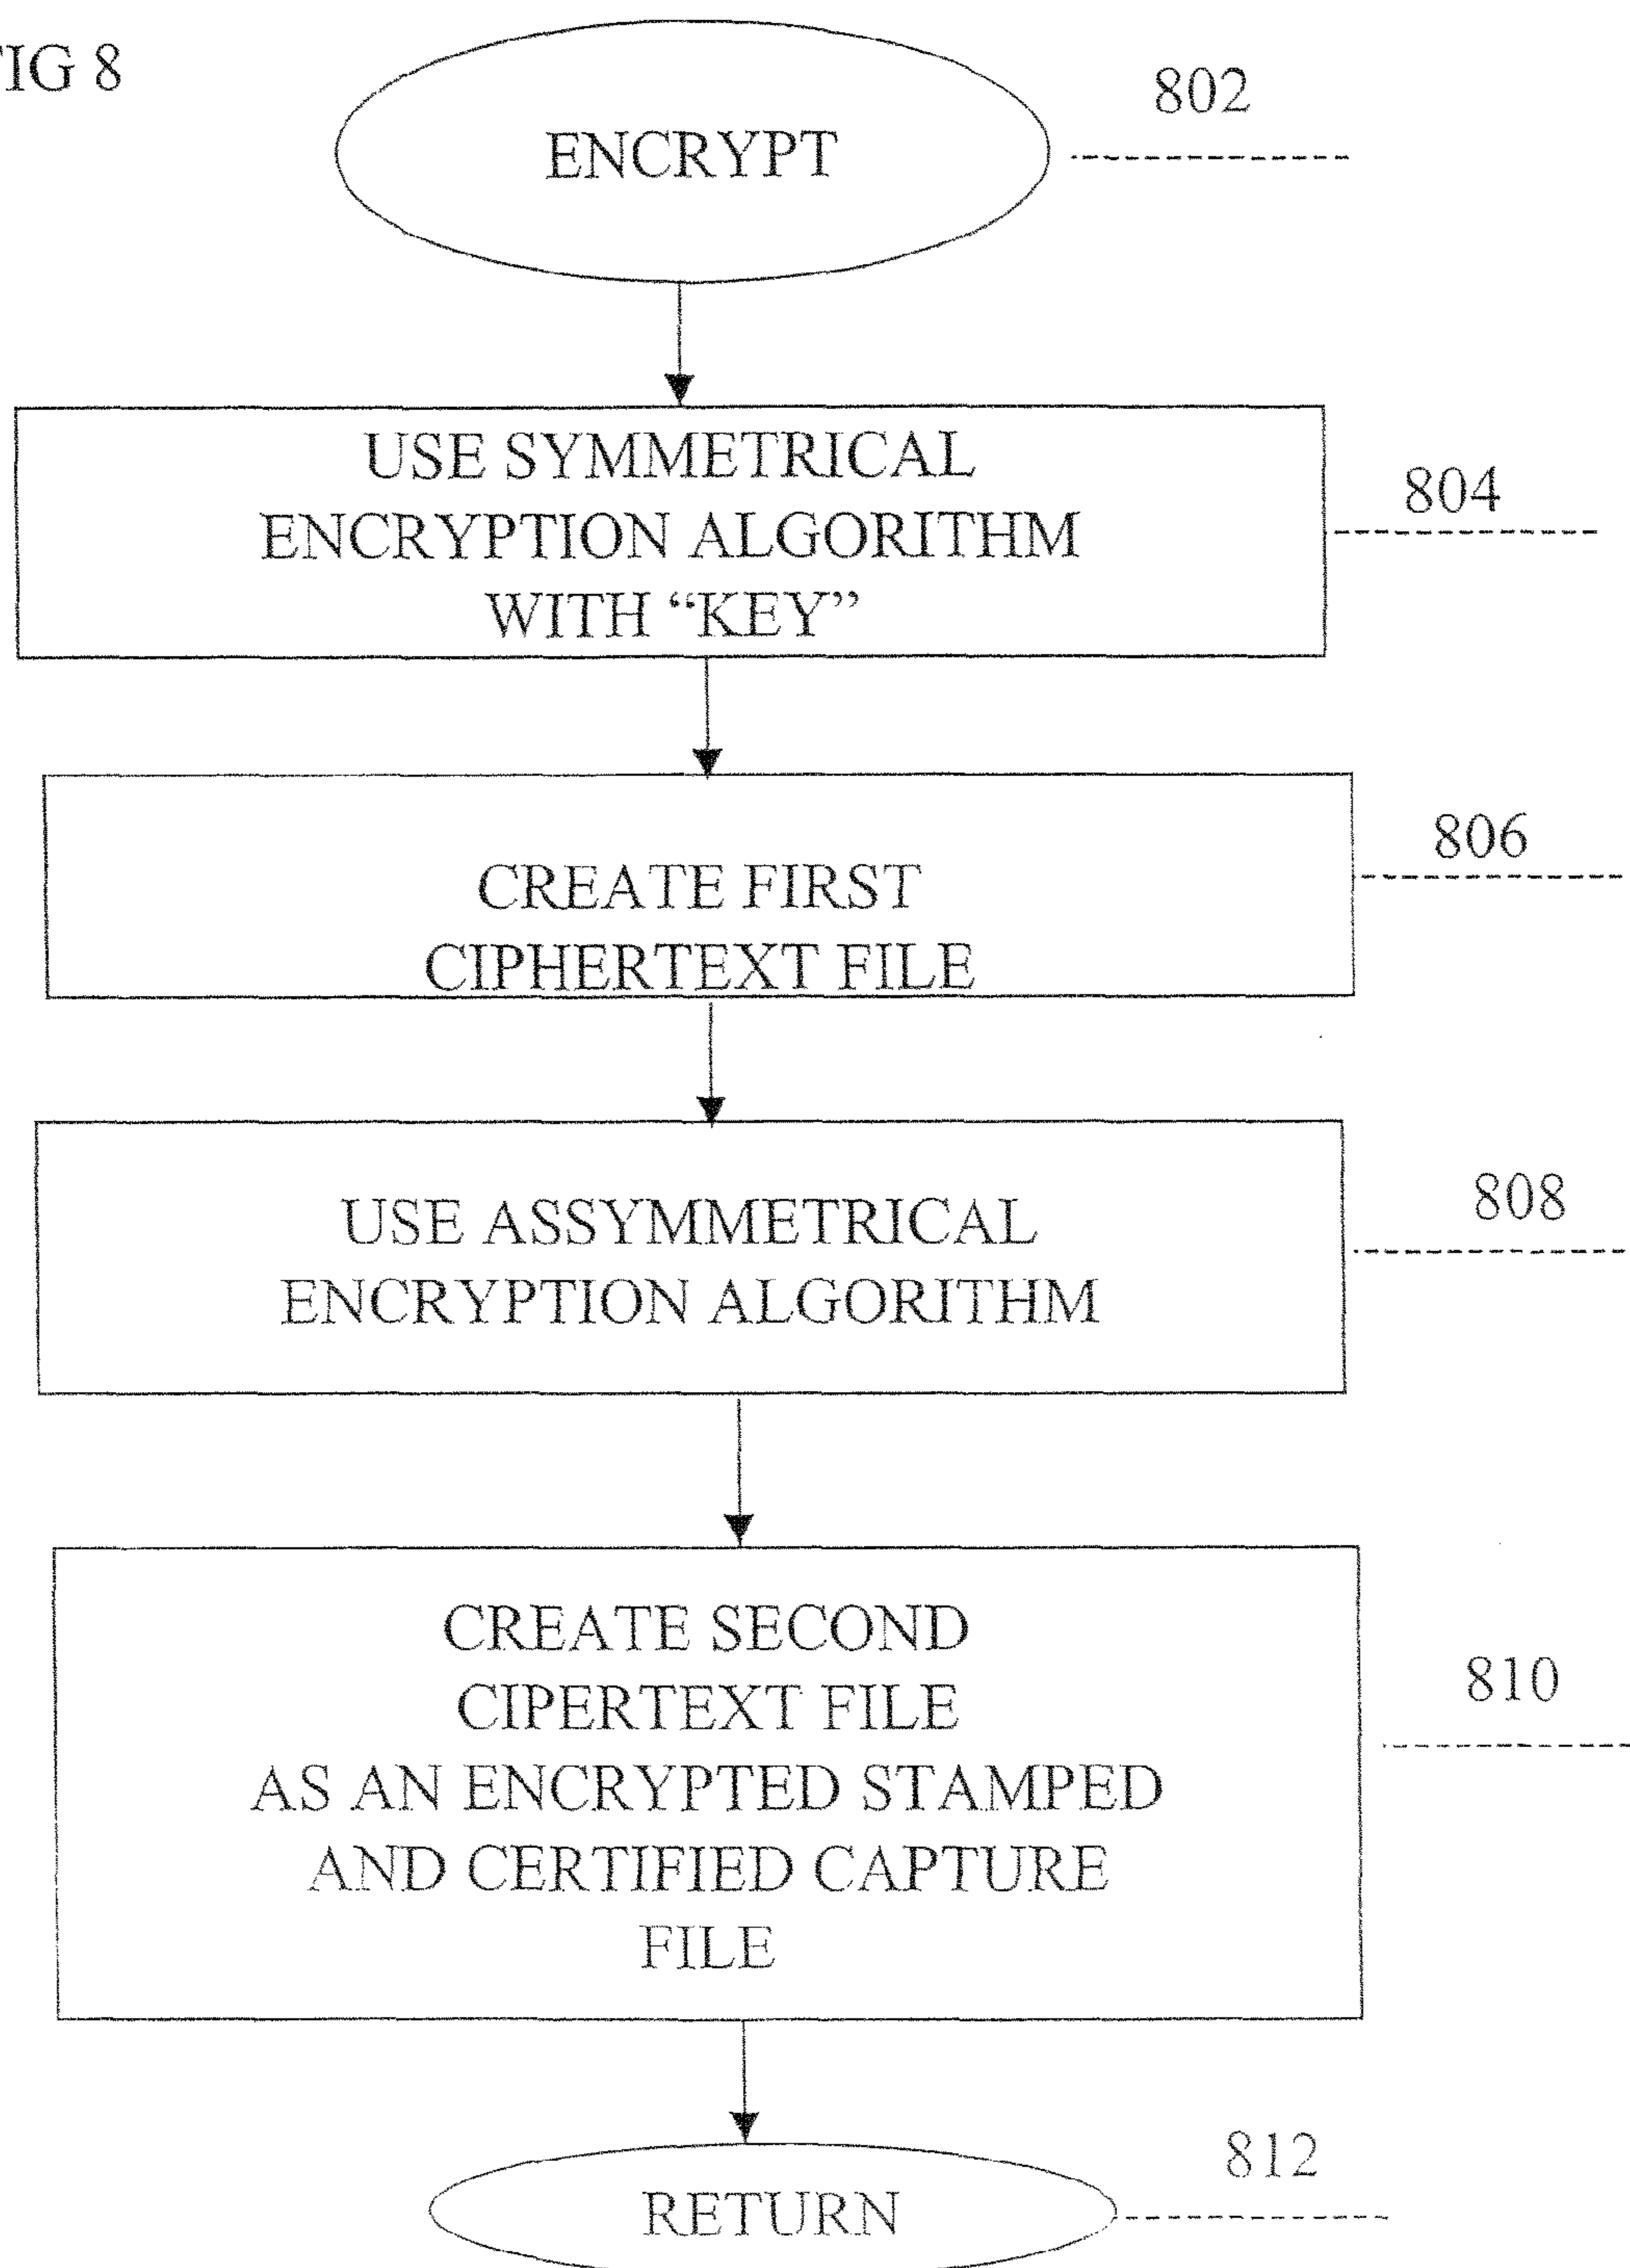 FIG 8
802
ENCRYPT
USE SYMMETRICAL
ENCRYPTION ALGORITHM
WITH “KEY”
804
CREATE FIRST
CIPHERTEXT FILE
806
USE ASSYMMETRICAL
ENCRYPTION ALGORITHM
808
CREATE SECOND
CIPERTEXT FILE
AS AN ENCRYPTED STAMPED
AND CERTIFIED CAPTURE
FILE
810
RETURN
812